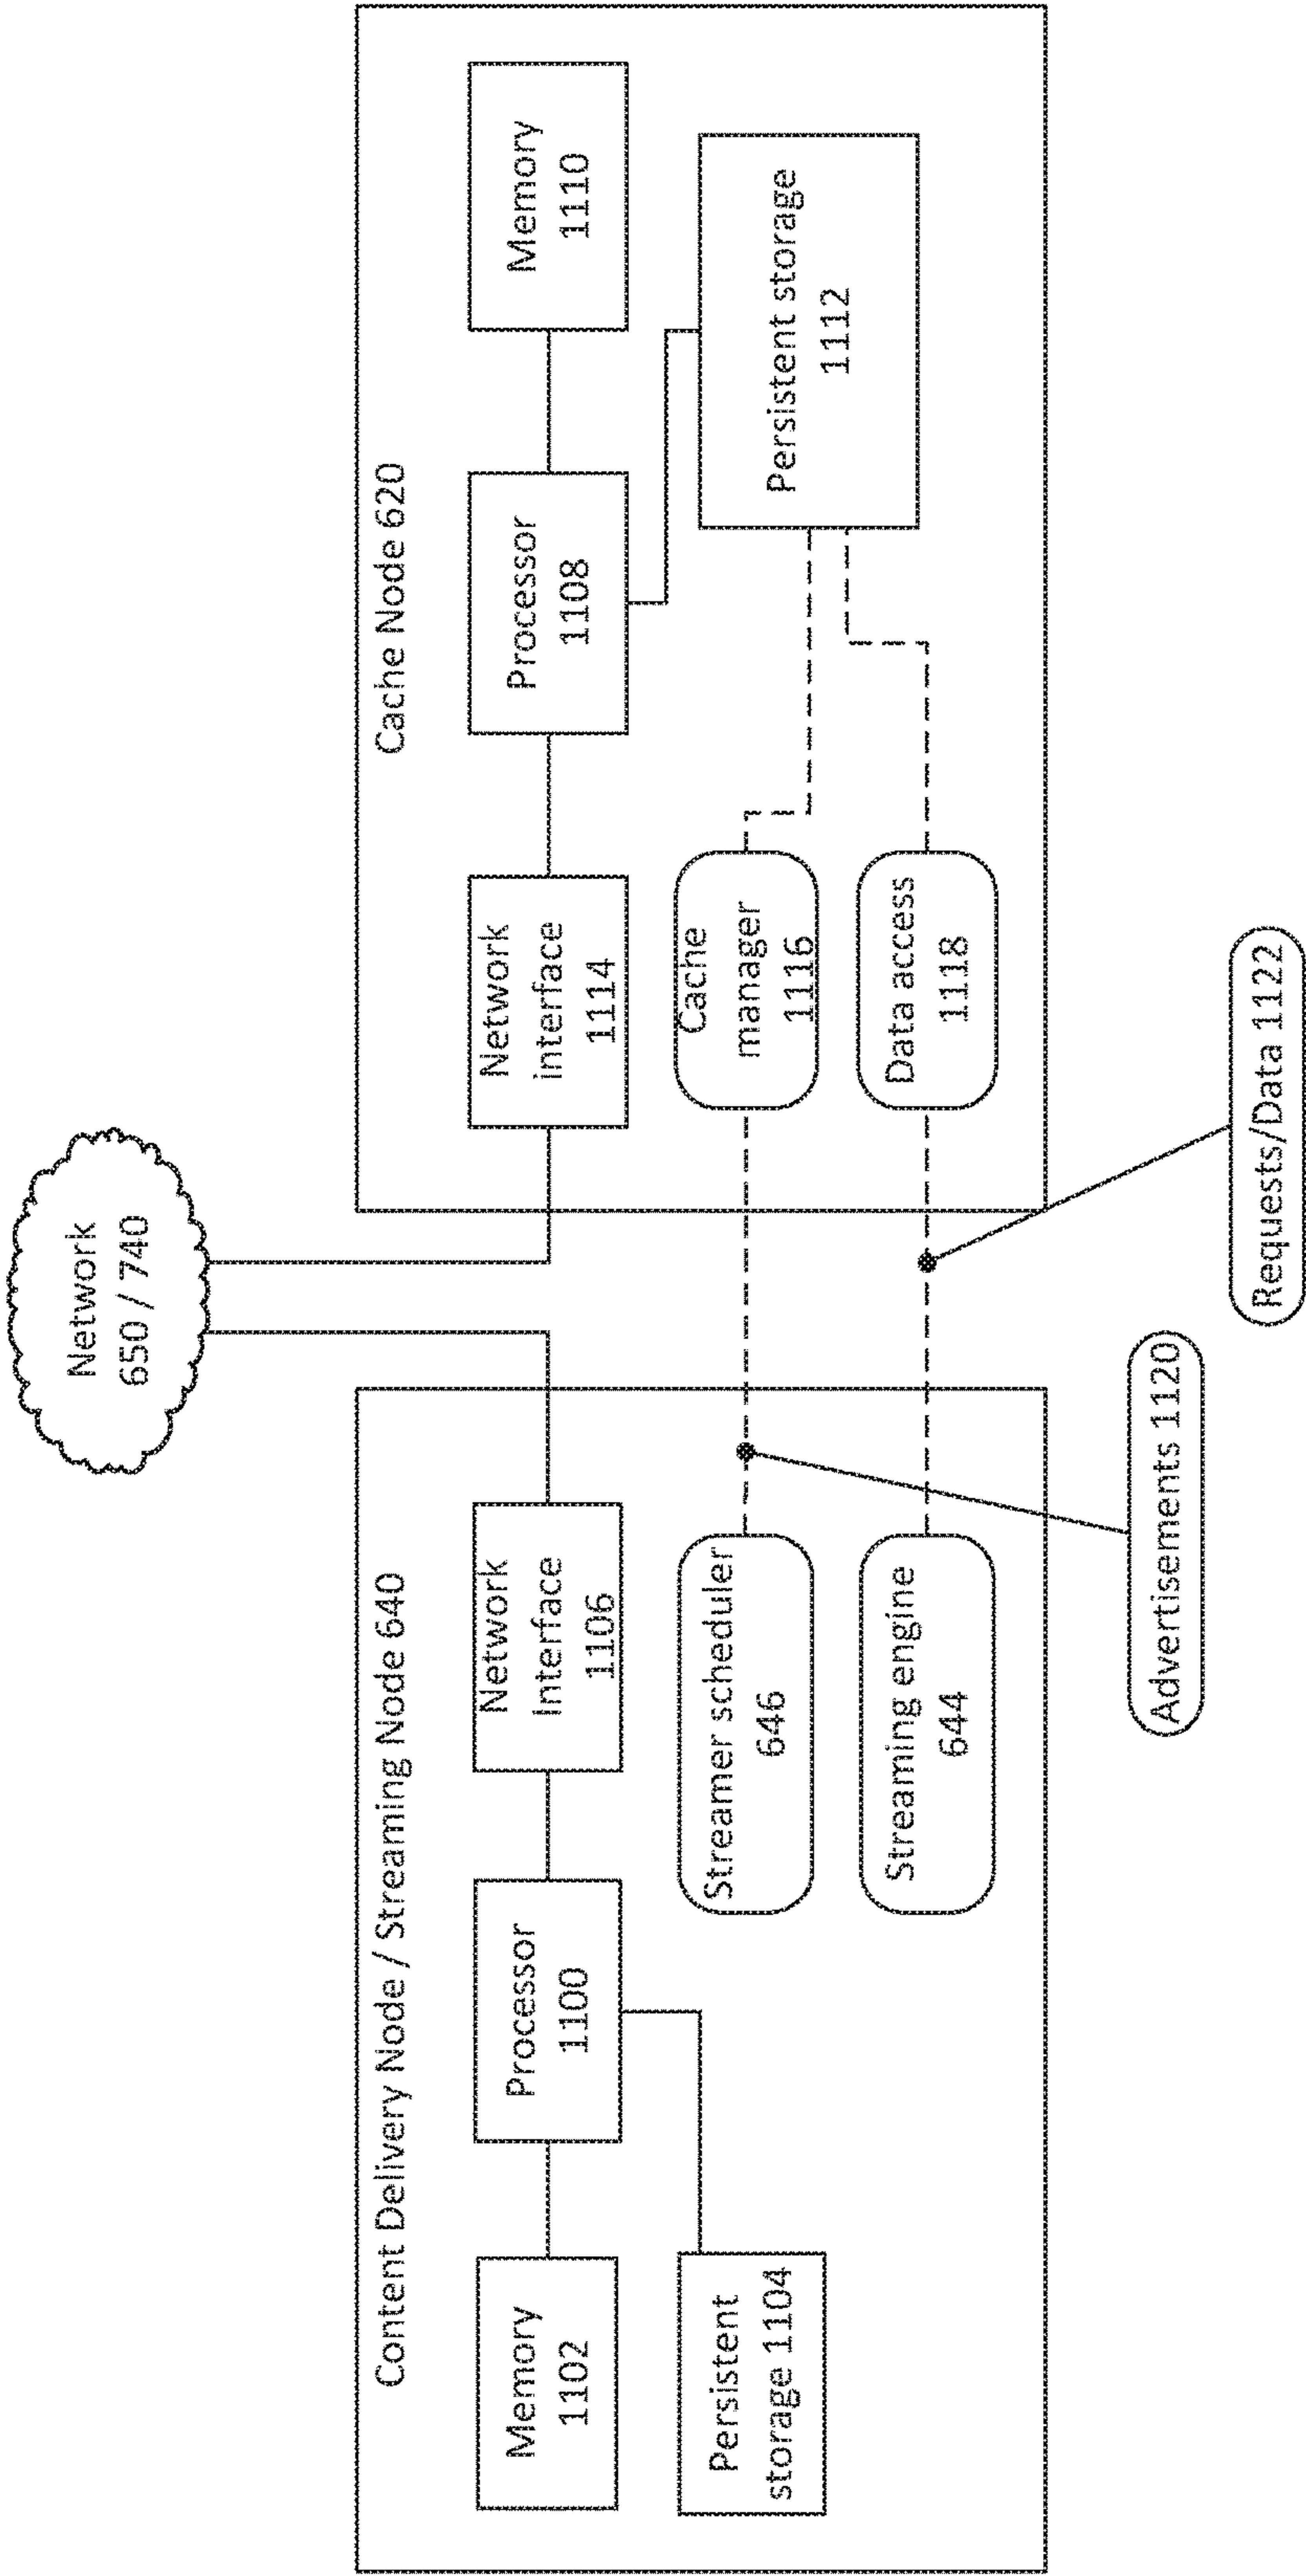 Network
650 / 740
Content Delivery Node / Streaming Node 640
Memory
1102
Processor
1100
Network
Interface
1106
Persistent
storage 1104
Streamer scheduler
646
Streaming engine
644
Cache Node 620
Network
interface
1114
Processor
1108
Memory
1110
Cache
manager
1116
Persistent storage
1112
Data access
1118
Advertisements 1120
Requests/Data 1122